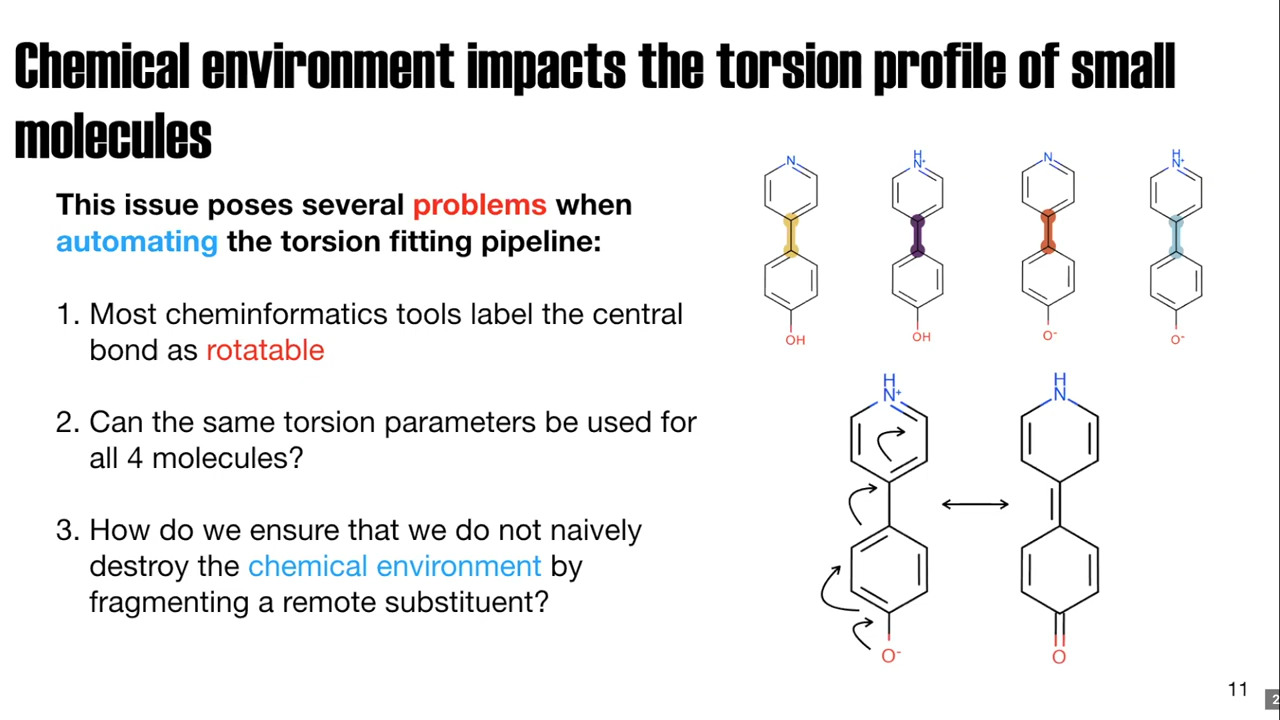 Chemical environment impacts the torsion profile of small
molecules
This issue poses several problems when
automating the torsion fitting pipeline:
1. Most cheminformatics tools label the central
bond as rotatable
2. Can the same torsion parameters be used for
all 4 molecules?
3. How do we ensure that we do not naively
destroy the chemical environment by
fragmenting a remote substituent?
N
H
N+
N
H
N+
OH
OH
O-
O-
H
N+
H
N
O-
O
11
2